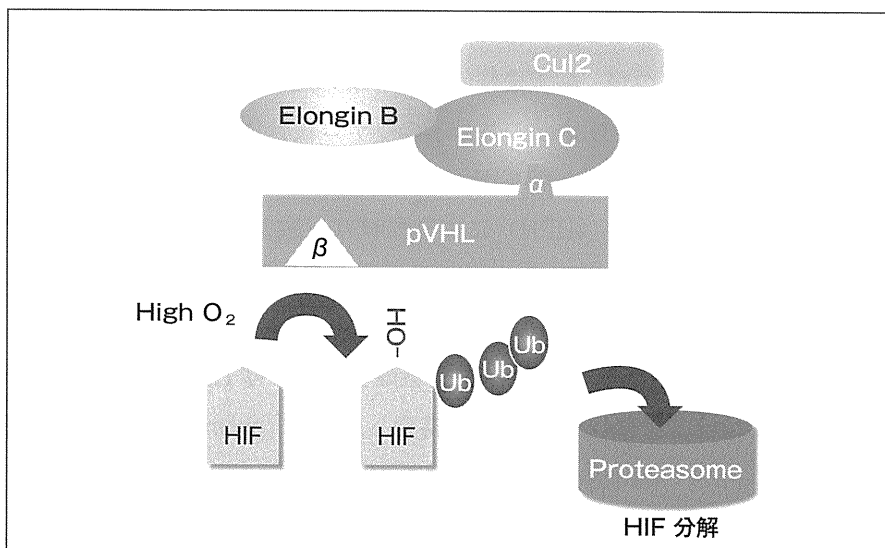 Cul2
Elongin B
Elongin C
α
pVHL
β
High O₂
HO-
Ub
Ub
Ub
HIF
HIF
Proteasome
HIF 分解